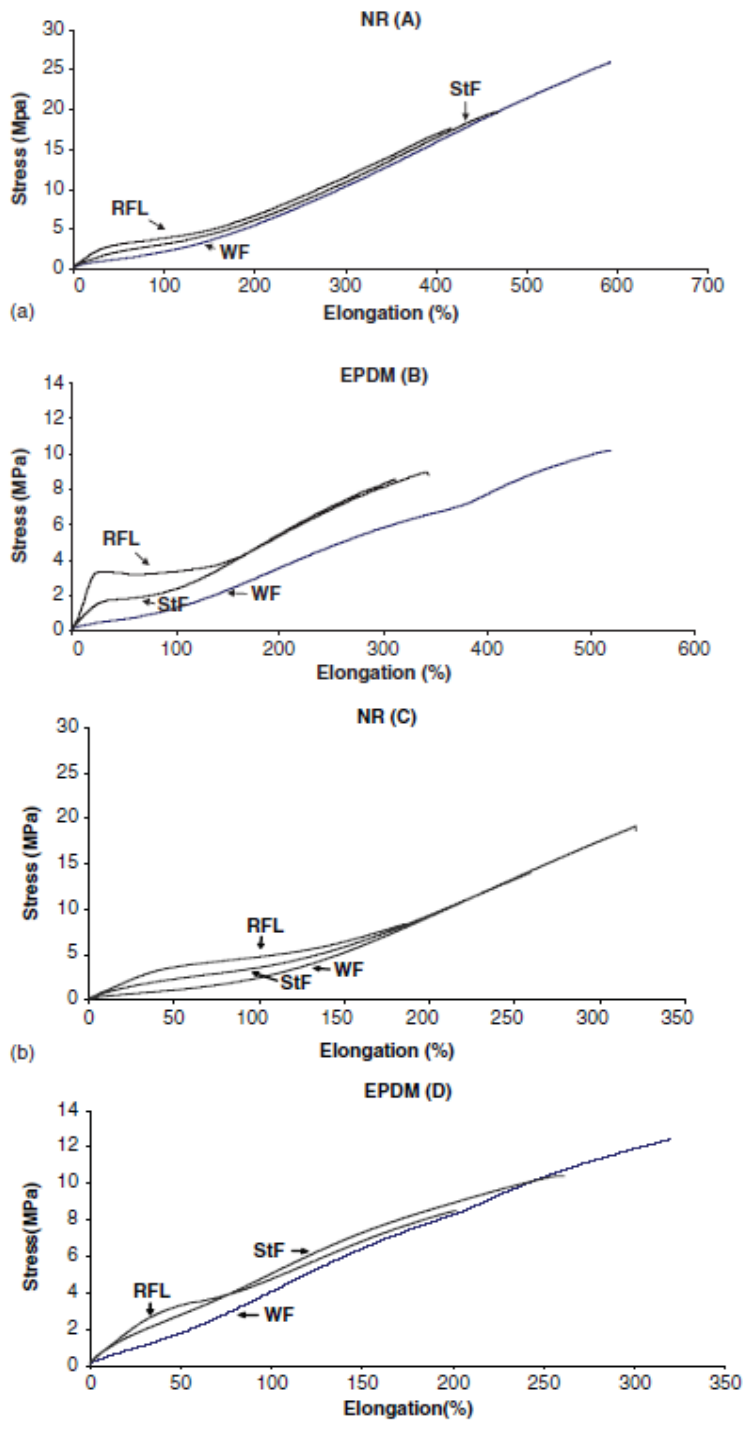 NR (A)
30
25
20
15
10
5
0
Stress (Mpa)
StF
RFL
WF
0 100 200 300 400 500 600 700
(a)
Elongation (%)
EPDM (B)
14
12
10
8
6
4
2
0
Stress (MPa)
RFL
StF
WF
0 100 200 300 400 500 600
Elongation (%)
NR (C)
30
25
20
15
10
5
0
Stress (MPa)
RFL
StF
WF
0 50 100 150 200 250 300 350
(b)
Elongation (%)
EPDM (D)
14
12
10
8
6
4
2
0
Stress(MPa)
StF
RFL
WF
0 50 100 150 200 250 300 350
Elongation(%)